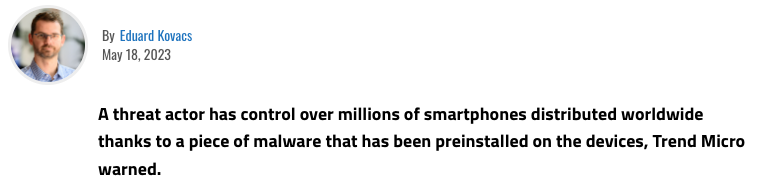 By Eduard Kovacs
May 18, 2023
A threat actor has control over millions of smartphones distributed worldwide
thanks to a piece of malware that has been preinstalled on the devices, Trend Micro
warned.